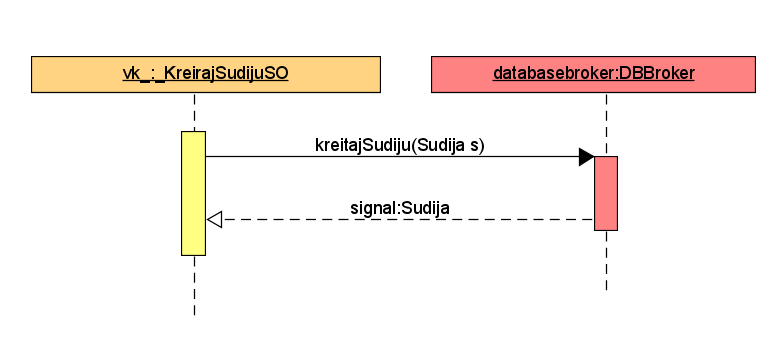 vk_:_KreirajSudijuSO
databasebroker:DBBroker
kreitajSudiju(Sudija s)
signal:Sudija